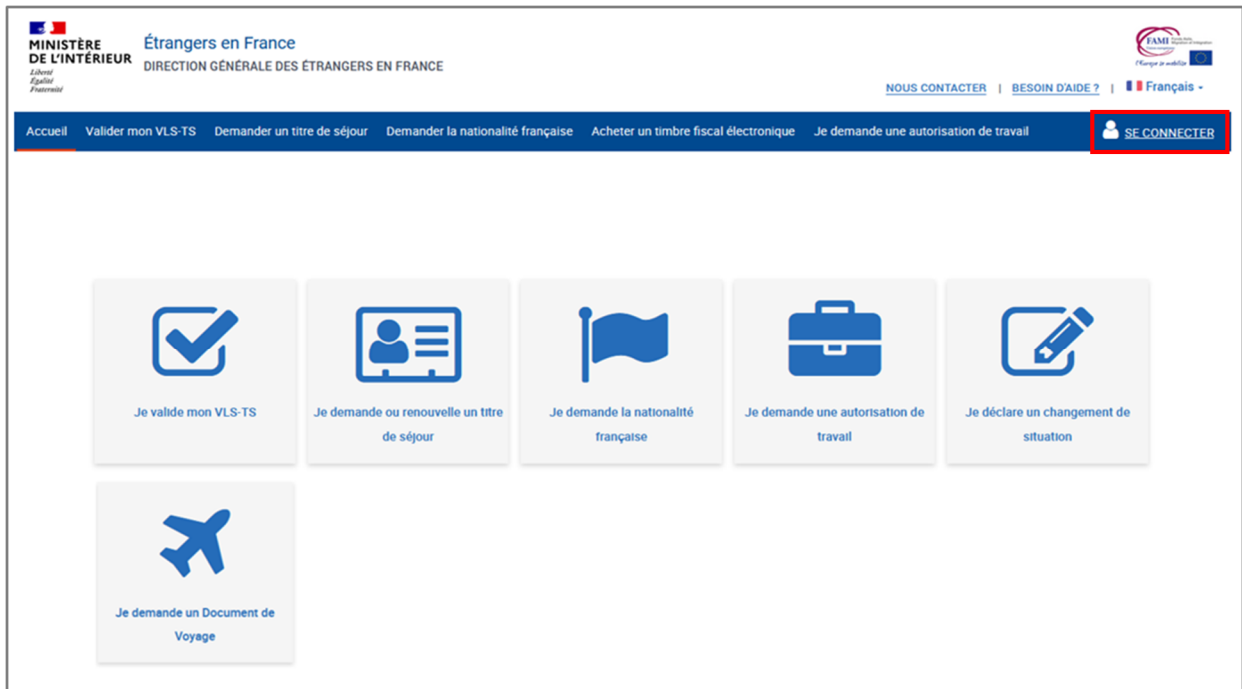 MINISTÈRE
DE L'INTÉRIEUR
Liberté
Égalité
Fraternité
Étrangers en France
DIRECTION GÉNÉRALE DES ÉTRANGERS EN FRANCE
FAMI
l'Europe se mobilise
NOUS CONTACTER | BESOIN D'AIDE ? | Français
Accueil Valider mon VLS-TS Demander un titre de séjour Demander la nationalité française Acheter un timbre fiscal électronique Je demande une autorisation de travail SE CONNECTER
Je valide mon VLS-TS
Je demande ou renouvelle un titre
de séjour
Je demande la nationalité
française
Je demande une autorisation de
travail
Je déclare un changement de
situation
Je demande un Document de
Voyage